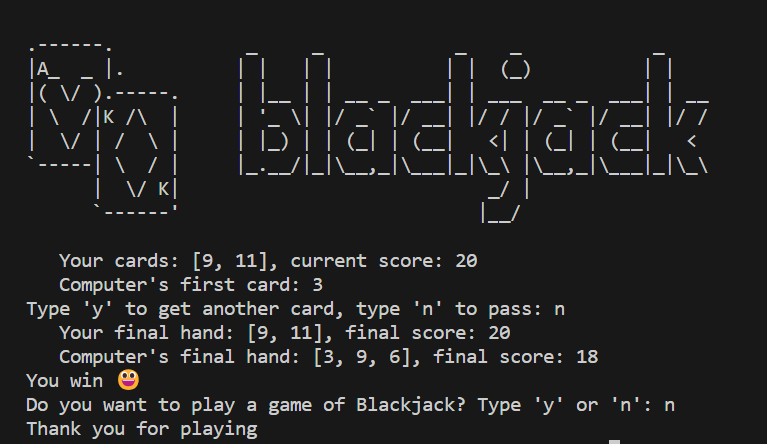 blackjack
A
K
K
Your cards: [9, 11], current score: 20
Computer's first card: 3
Type 'y' to get another card, type 'n' to pass: n
Your final hand: [9, 11], final score: 20
Computer's final hand: [3, 9, 6], final score: 18
You win 😃
Do you want to play a game of Blackjack? Type 'y' or 'n': n
Thank you for playing